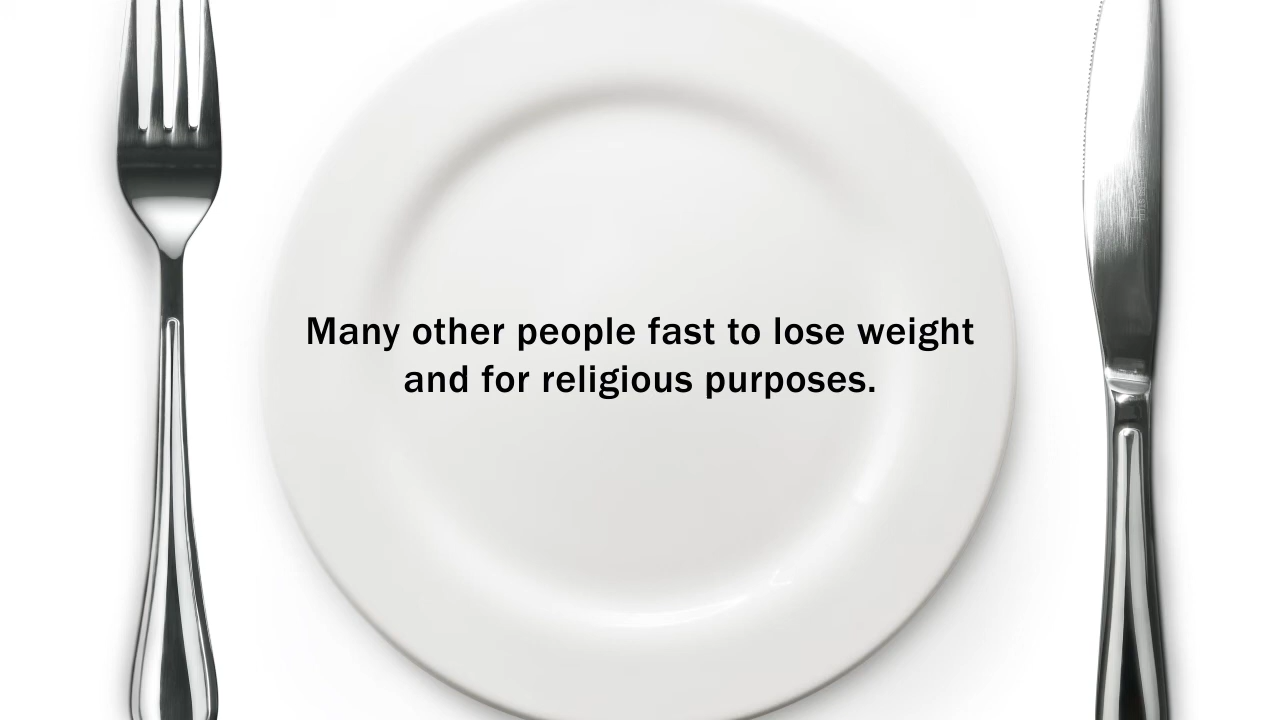 Many other people fast to lose weight
and for religious purposes.